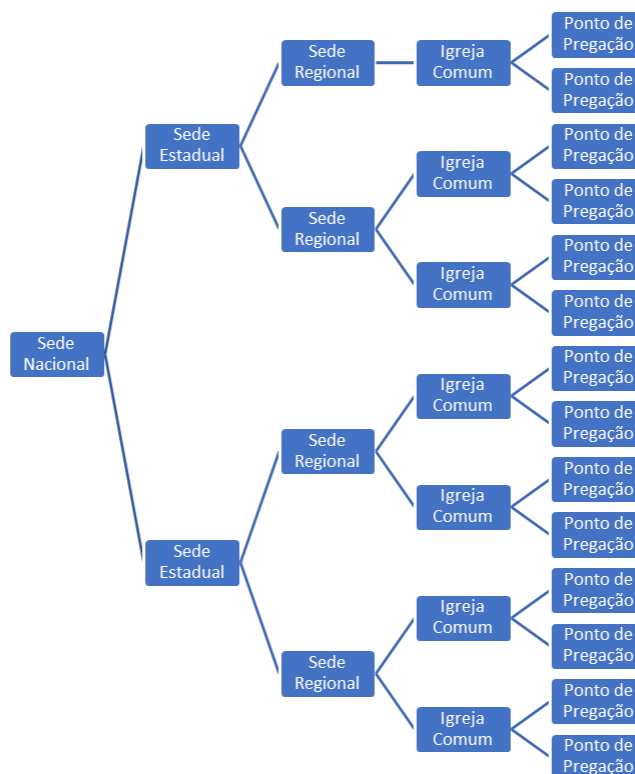 Sede
Nacional
Sede
Estadual
Sede
Regional
Igreja
Comum
Ponto de
Pregação
Ponto de
Pregação
Sede
Regional
Igreja
Comum
Ponto de
Pregação
Ponto de
Pregação
Igreja
Comum
Ponto de
Pregação
Ponto de
Pregação
Sede
Estadual
Sede
Regional
Igreja
Comum
Ponto de
Pregação
Ponto de
Pregação
Igreja
Comum
Ponto de
Pregação
Ponto de
Pregação
Sede
Regional
Igreja
Comum
Ponto de
Pregação
Ponto de
Pregação
Igreja
Comum
Ponto de
Pregação
Ponto de
Pregação